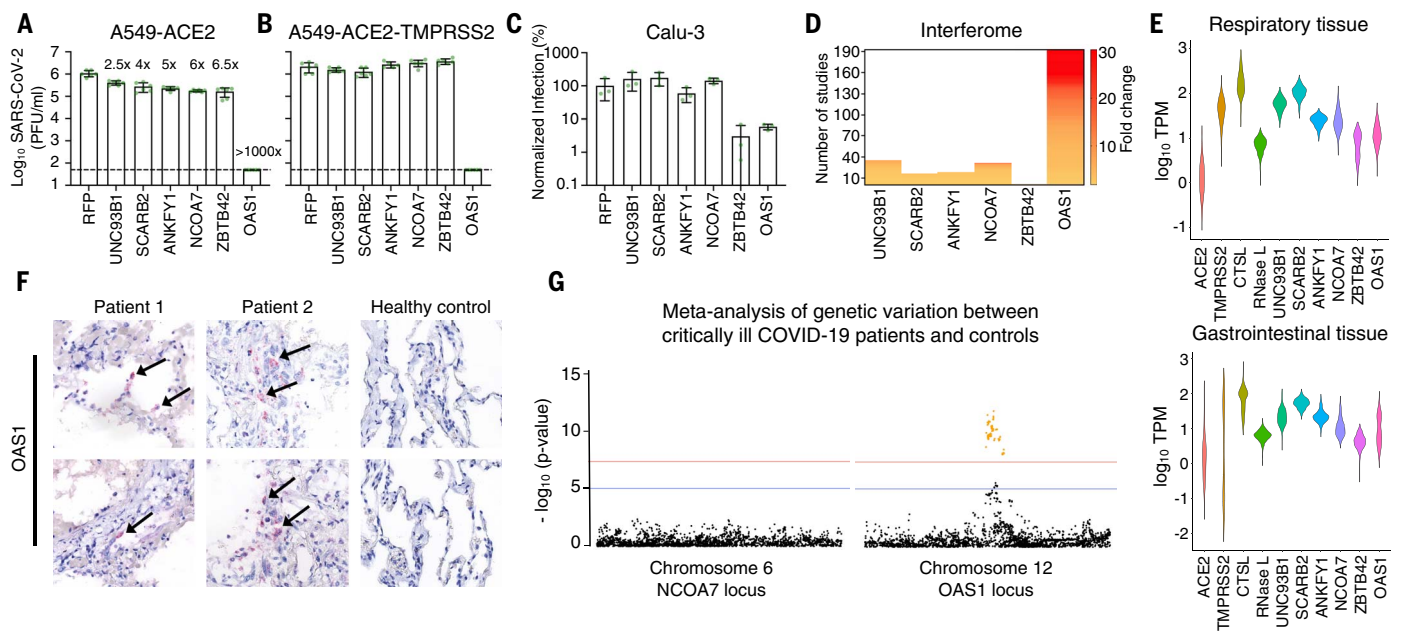 A
A549-ACE2
Log10 SARS-CoV-2
(PFU/ml)
7
6
5
4
3
2
1
2.5x 4x 5x 6x 6.5x
>1000x
RFP
UNC93B1
SCARB2
ANKFY1
NCOA7
ZBTB42
OAS1
B
A549-ACE2-TMPRSS2
RFP
UNC93B1
SCARB2
ANKFY1
NCOA7
ZBTB42
OAS1
C
Calu-3
Normalized Infection (%)
1000
100
10
1
0.1
RFP
UNC93B1
SCARB2
ANKFY1
NCOA7
ZBTB42
OAS1
D
Interferome
Number of studies
190
160
130
100
70
40
10
UNC93B1
SCARB2
ANKFY1
NCOA7
ZBTB42
OAS1
30
20
10
Fold change
E
Respiratory tissue
log10 TPM
3
2
1
0
-1
ACE2
TMPRSS2
CTSL
RNase L
UNC93B1
SCARB2
ANKFY1
NCOA7
ZBTB42
OAS1
Gastrointestinal tissue
log10 TPM
3
2
1
0
-1
-2
ACE2
TMPRSS2
CTSL
RNase L
UNC93B1
SCARB2
ANKFY1
NCOA7
ZBTB42
OAS1
F
Patient 1
Patient 2
Healthy control
OAS1
G
Meta-analysis of genetic variation between
critically ill COVID-19 patients and controls
- log10 (p-value)
15
10
5
0
Chromosome 6
NCOA7 locus
Chromosome 12
OAS1 locus